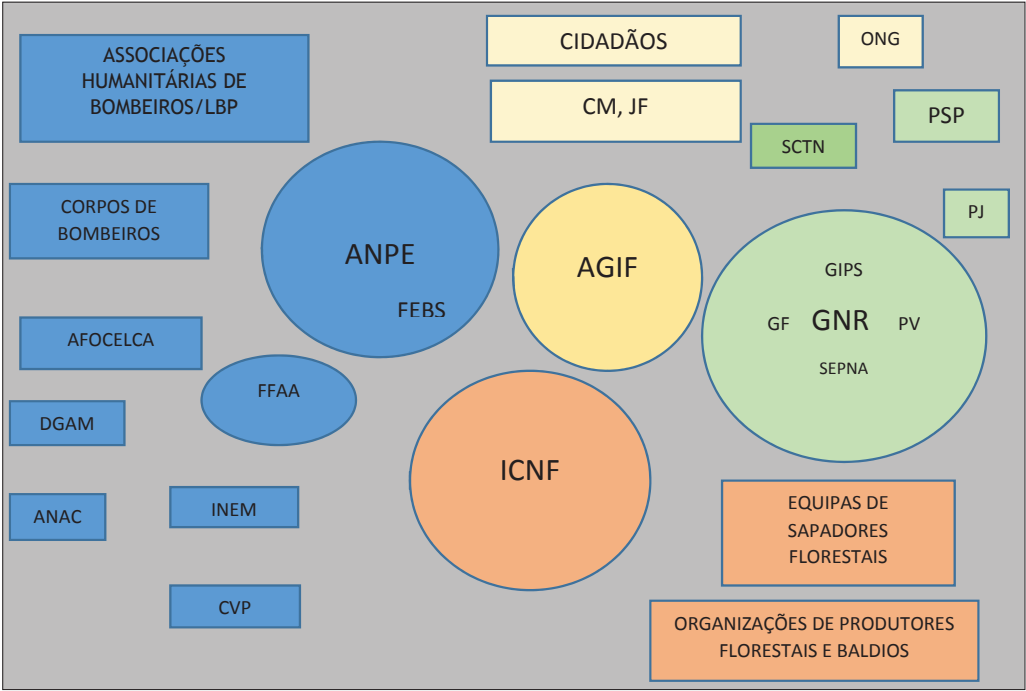 ASSOCIAÇÕES
HUMANITÁRIAS DE
BOMBEIROS/LBP
CIDADÃOS
ONG
CM, JF
PSP
SCTN
CORPOS DE
BOMBEIROS
PJ
ANPE
FEBS
AGIF
GIPS
GF GNR PV
SEPNA
AFOCELCA
FFAA
DGAM
ICNF
ANAC
INEM
EQUIPAS DE
SAPADORES
FLORESTAIS
CVP
ORGANIZAÇÕES DE PRODUTORES
FLORESTAIS E BALDIOS